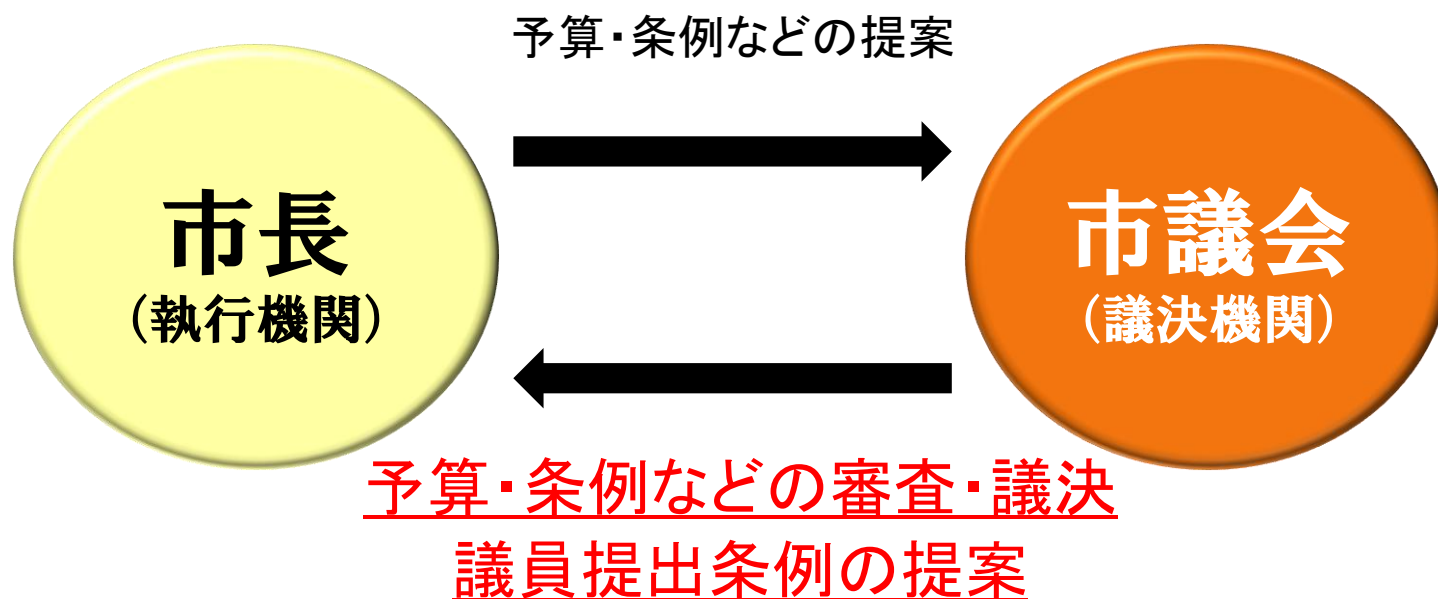 予算・条例などの提案
市長
（執行機関）
市議会
（議決機関）
予算・条例などの審査・議決
議員提出条例の提案